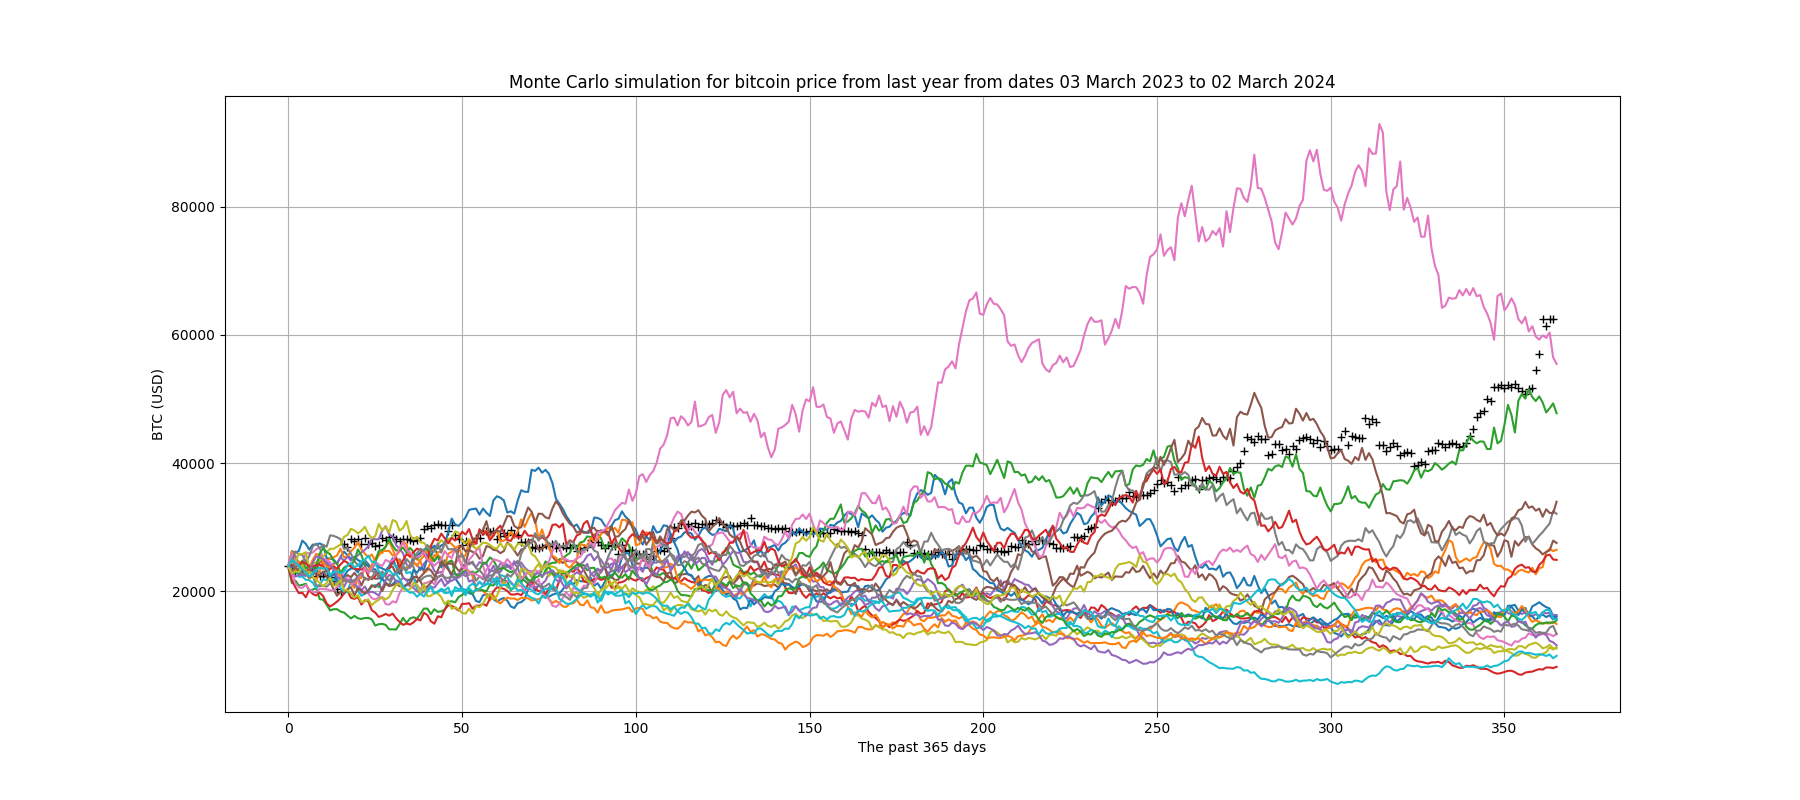 Monte Carlo simulation for bitcoin price from last year from dates 03 March 2023 to 02 March 2024
80000
60000
40000
20000
BTC (USD)
0 50 100 150 200 250 300 350
The past 365 days